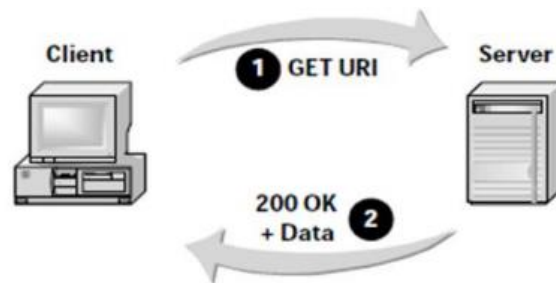 Client
Server
1 GET URI
200 OK
+ Data 2